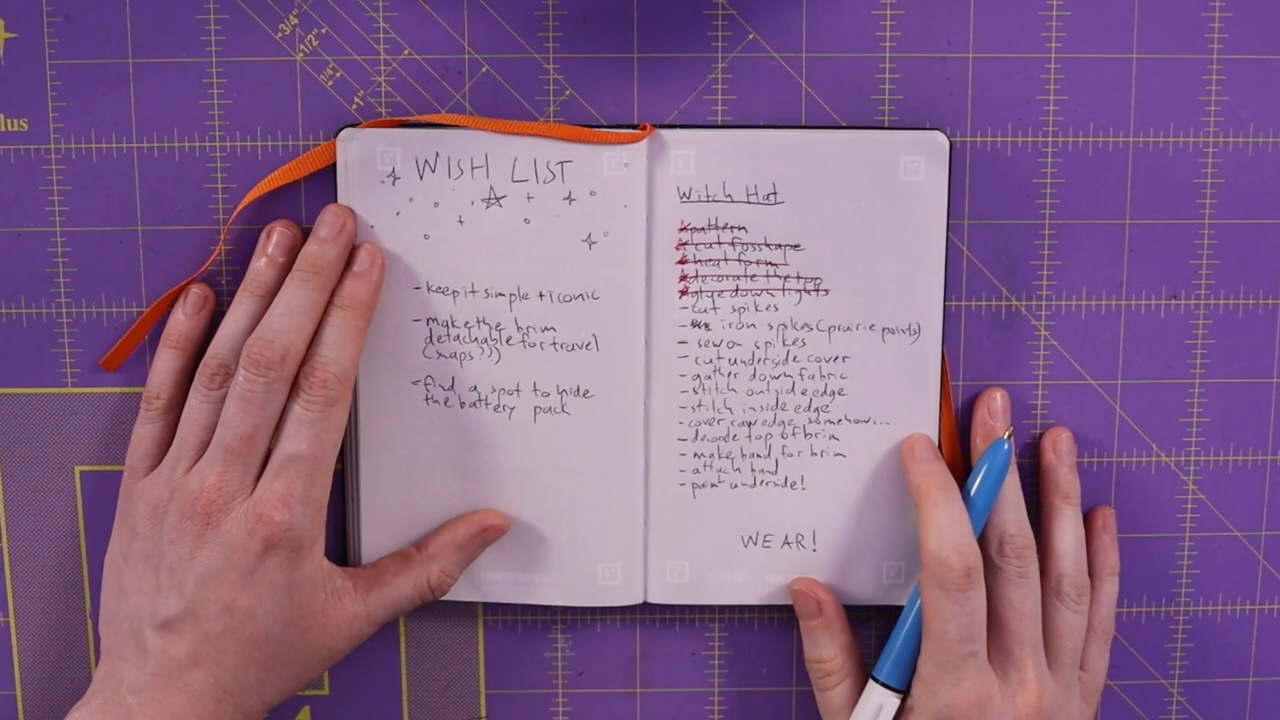 3/4"
1/2"
1/4"
1"
lus
WISH LIST
- keep it simple + iconic
- make the brim
detachable for travel
(snaps??)
- find a spot to hide
the battery pack
Witch Hat
pattern
cut Fosshape
heat form
decorate the top
glue down lights
- cut spikes
- iron spikes (prairie points)
- sew on spikes
- cut underside cover
- gather down fabric
- stitch outside edge
- stitch inside edge
- cover raw edge somehow...
- decorate top of brim
- make band for brim
- attach band
- paint underside!
WEAR!